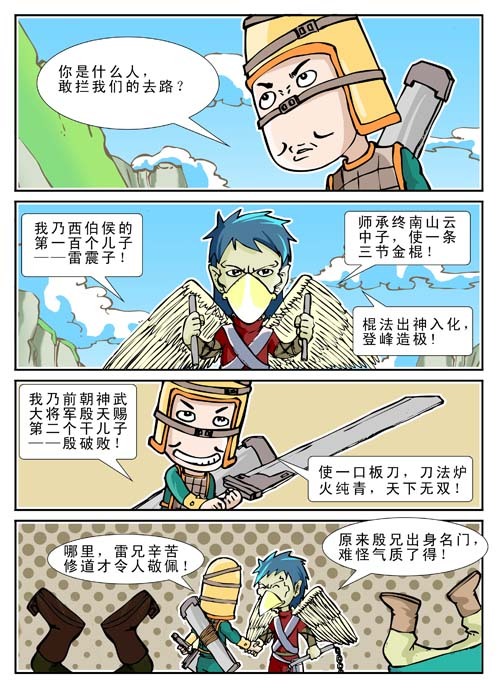 你是什么人，
敢拦我们的去路？
我乃西伯侯的
第一百个儿子
——雷震子！
师承终南山云
中子，使一条
三节金棍！
棍法出神入化，
登峰造极！
我乃前朝神武
大将军殷天赐
第二个干儿子
——殷破败！
使一口板刀，刀法炉
火纯青，天下无双！
哪里，雷兄辛苦
修道才令人敬佩！
原来殷兄出身名门，
难怪气质了得！